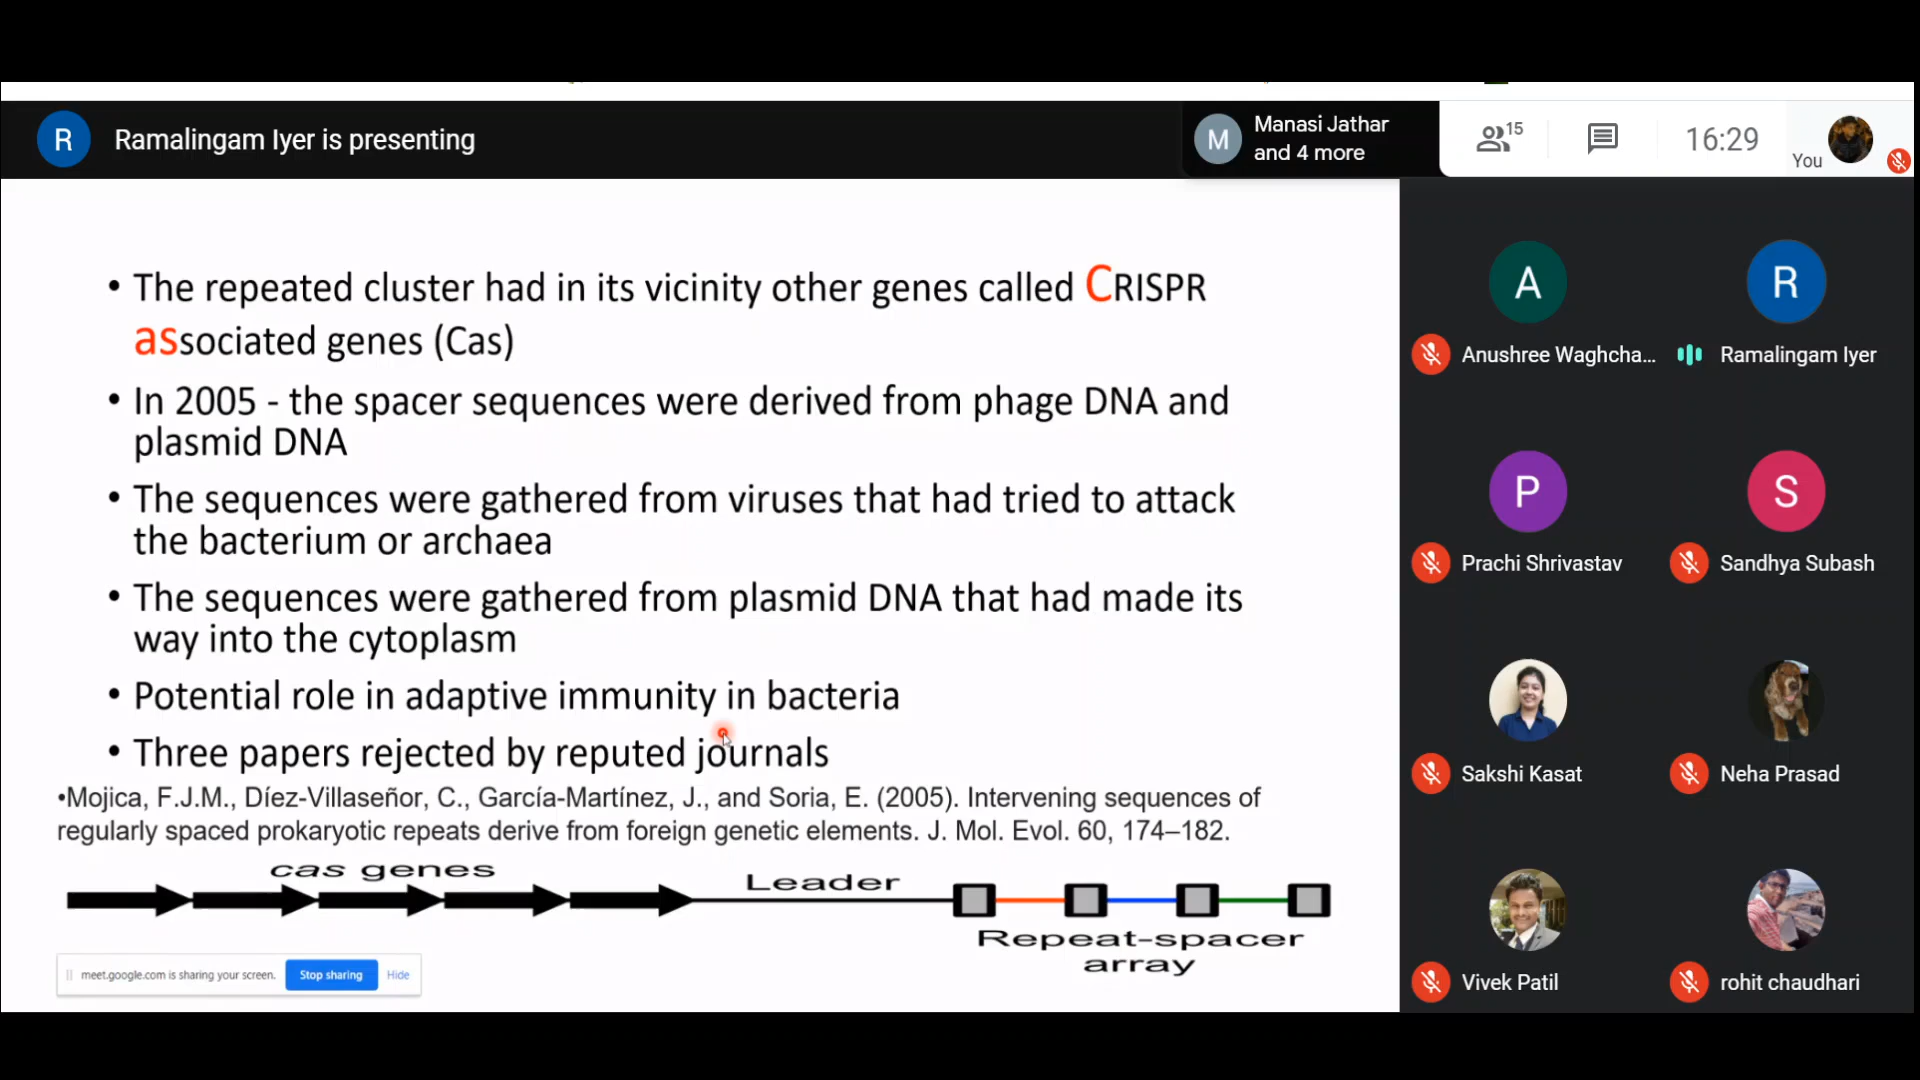 R
Ramalingam Iyer is presenting
M
Manasi Jathar
and 4 more
15
16:29
You
• The repeated cluster had in its vicinity other genes called CRISPR
associated genes (Cas)
• In 2005 - the spacer sequences were derived from phage DNA and
plasmid DNA
• The sequences were gathered from viruses that had tried to attack
the bacterium or archaea
• The sequences were gathered from plasmid DNA that had made its
way into the cytoplasm
• Potential role in adaptive immunity in bacteria
• Three papers rejected by reputed journals
•Mojica, F.J.M., Díez-Villaseñor, C., García-Martínez, J., and Soria, E. (2005). Intervening sequences of
regularly spaced prokaryotic repeats derive from foreign genetic elements. J. Mol. Evol. 60, 174–182.
cas genes
Leader
Repeat-spacer
array
meet.google.com is sharing your screen.
Stop sharing
Hide
A
Anushree Waghcha...
R
Ramalingam Iyer
P
Prachi Shrivastav
S
Sandhya Subash
Sakshi Kasat
Neha Prasad
Vivek Patil
rohit chaudhari